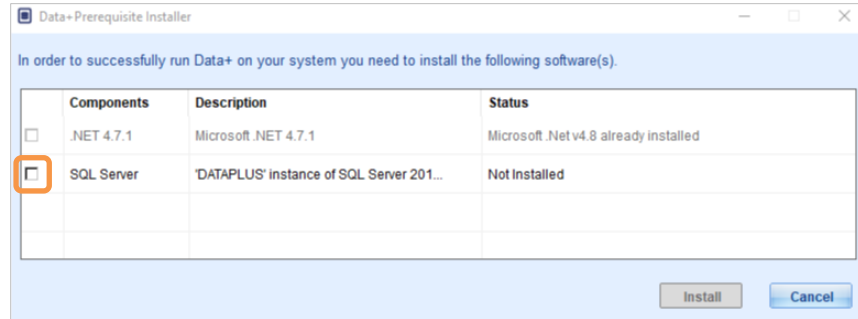 Data+Prerequisite Installer
In order to successfully run Data+ on your system you need to install the following software(s).
Components Description Status
.NET 4.7.1 Microsoft .NET 4.7.1 Microsoft .Net v4.8 already installed
SQL Server 'DATAPLUS' instance of SQL Server 201... Not Installed
Install Cancel